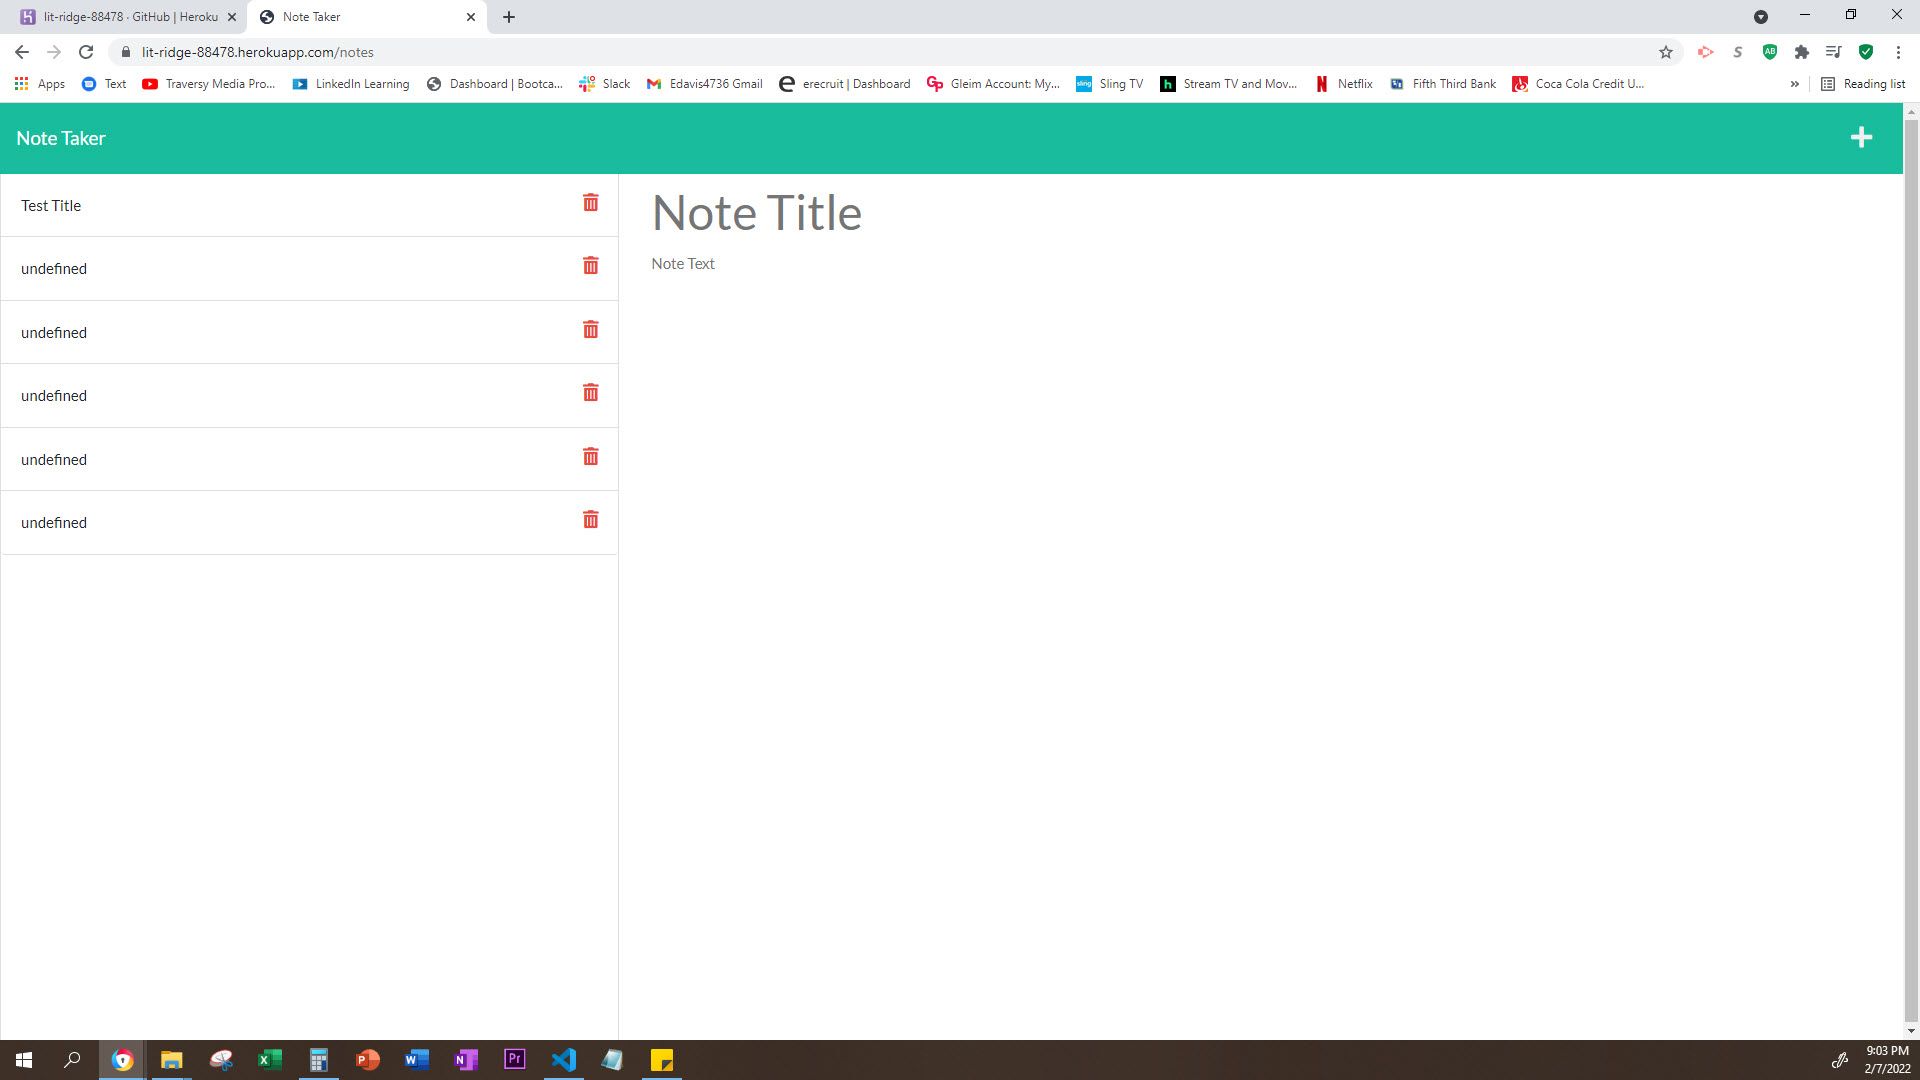 lit-ridge-88478 · GitHub | Heroku
Note Taker
lit-ridge-88478.herokuapp.com/notes
Apps Text Traversy Media Pro... LinkedIn Learning Dashboard | Bootca... Slack Edavis4736 Gmail erecruit | Dashboard Gleim Account: My... sling Sling TV h Stream TV and Mov... Netflix Fifth Third Bank Coca Cola Credit U... » Reading list
Note Taker
Test Title
undefined
undefined
undefined
undefined
undefined
Note Title
Note Text
9:03 PM
2/7/2022